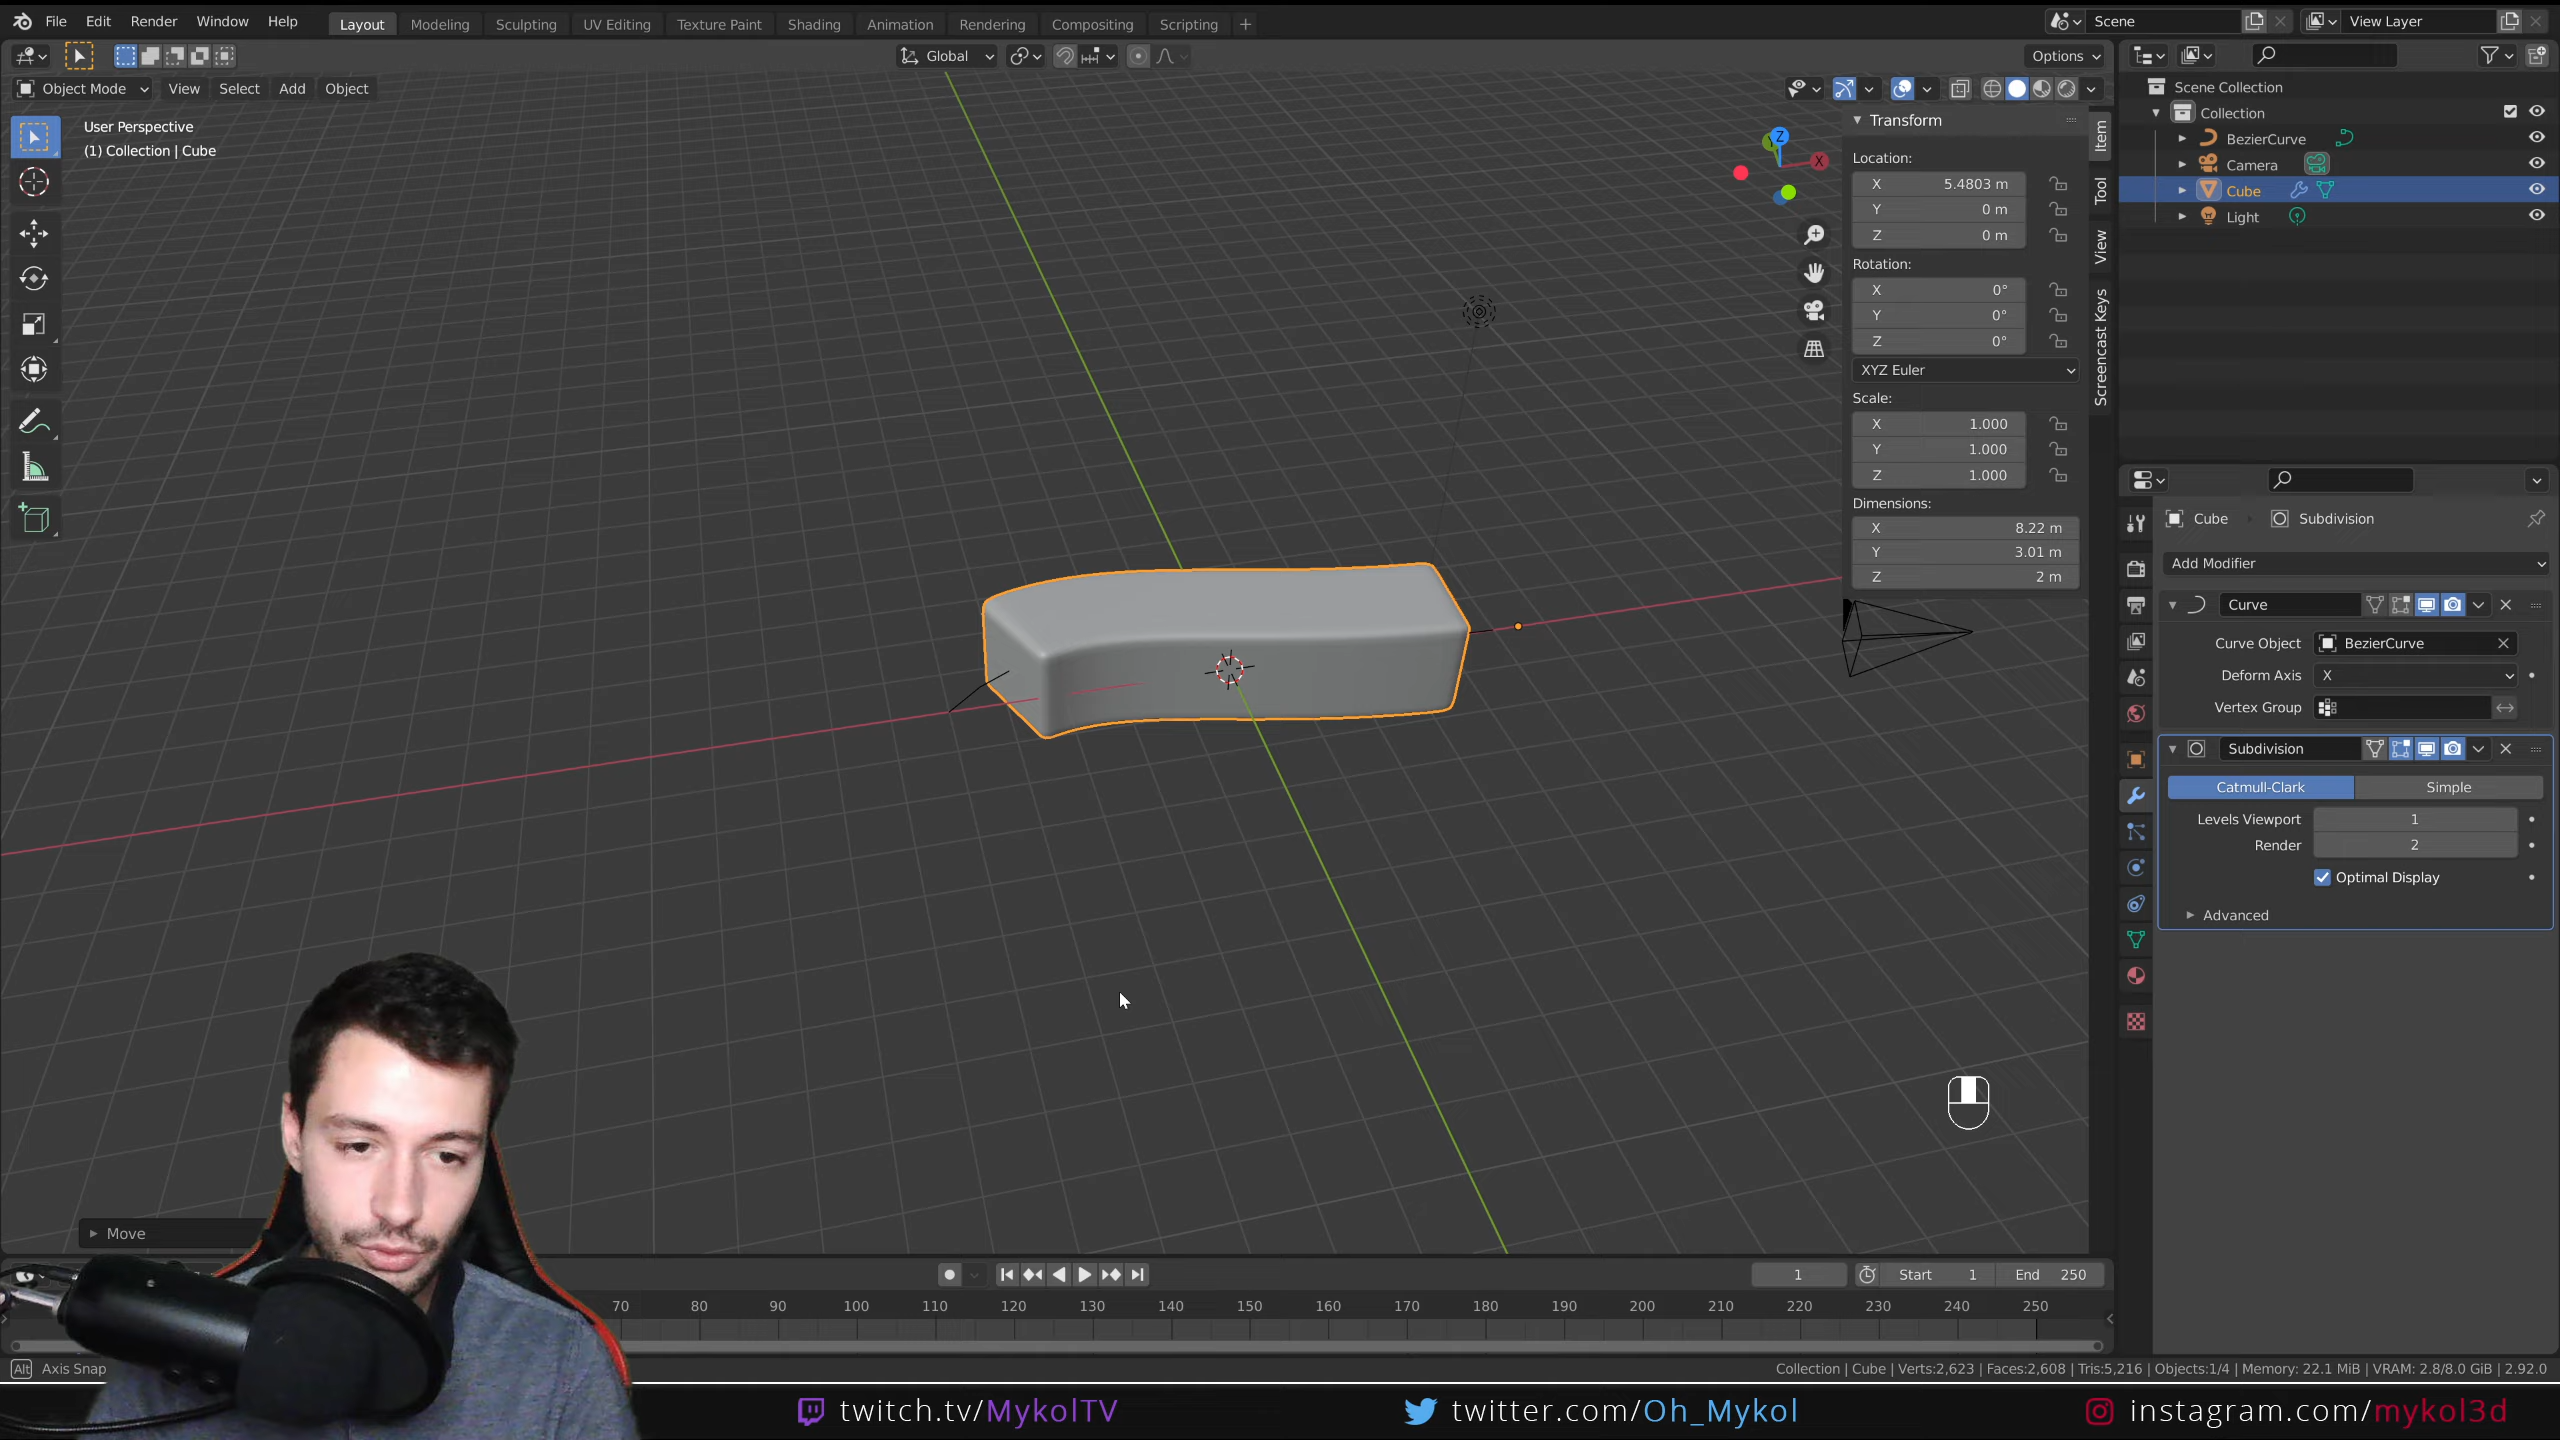 File Edit Render Window Help
Layout Modeling Sculpting UV Editing Texture Paint Shading Animation Rendering Compositing Scripting +
Scene
View Layer
Global
Options
Object Mode View Select Add Object
User Perspective
(1) Collection | Cube
Z
X
Transform
Location:
X 5.4803 m
Y 0 m
Z 0 m
Rotation:
X 0°
Y 0°
Z 0°
XYZ Euler
Scale:
X 1.000
Y 1.000
Z 1.000
Dimensions:
X 8.22 m
Y 3.01 m
Z 2 m
Item
Tool
View
Screencast Keys
Scene Collection
Collection
BezierCurve
Camera
Cube
Light
Cube Subdivision
Add Modifier
Curve
Curve Object BezierCurve
Deform Axis X
Vertex Group
Subdivision
Catmull-Clark Simple
Levels Viewport 1
Render 2
Optimal Display
Advanced
Move
1
Start 1
End 250
70 80 90 100 110 120 130 140 150 160 170 180 190 200 210 220 230 240 250
Alt Axis Snap
Collection | Cube | Verts:2,623 | Faces:2,608 | Tris:5,216 | Objects:1/4 | Memory: 22.1 MiB | VRAM: 2.8/8.0 GiB | 2.92.0
twitch.tv/MykolTV
twitter.com/Oh_Mykol
instagram.com/mykol3d